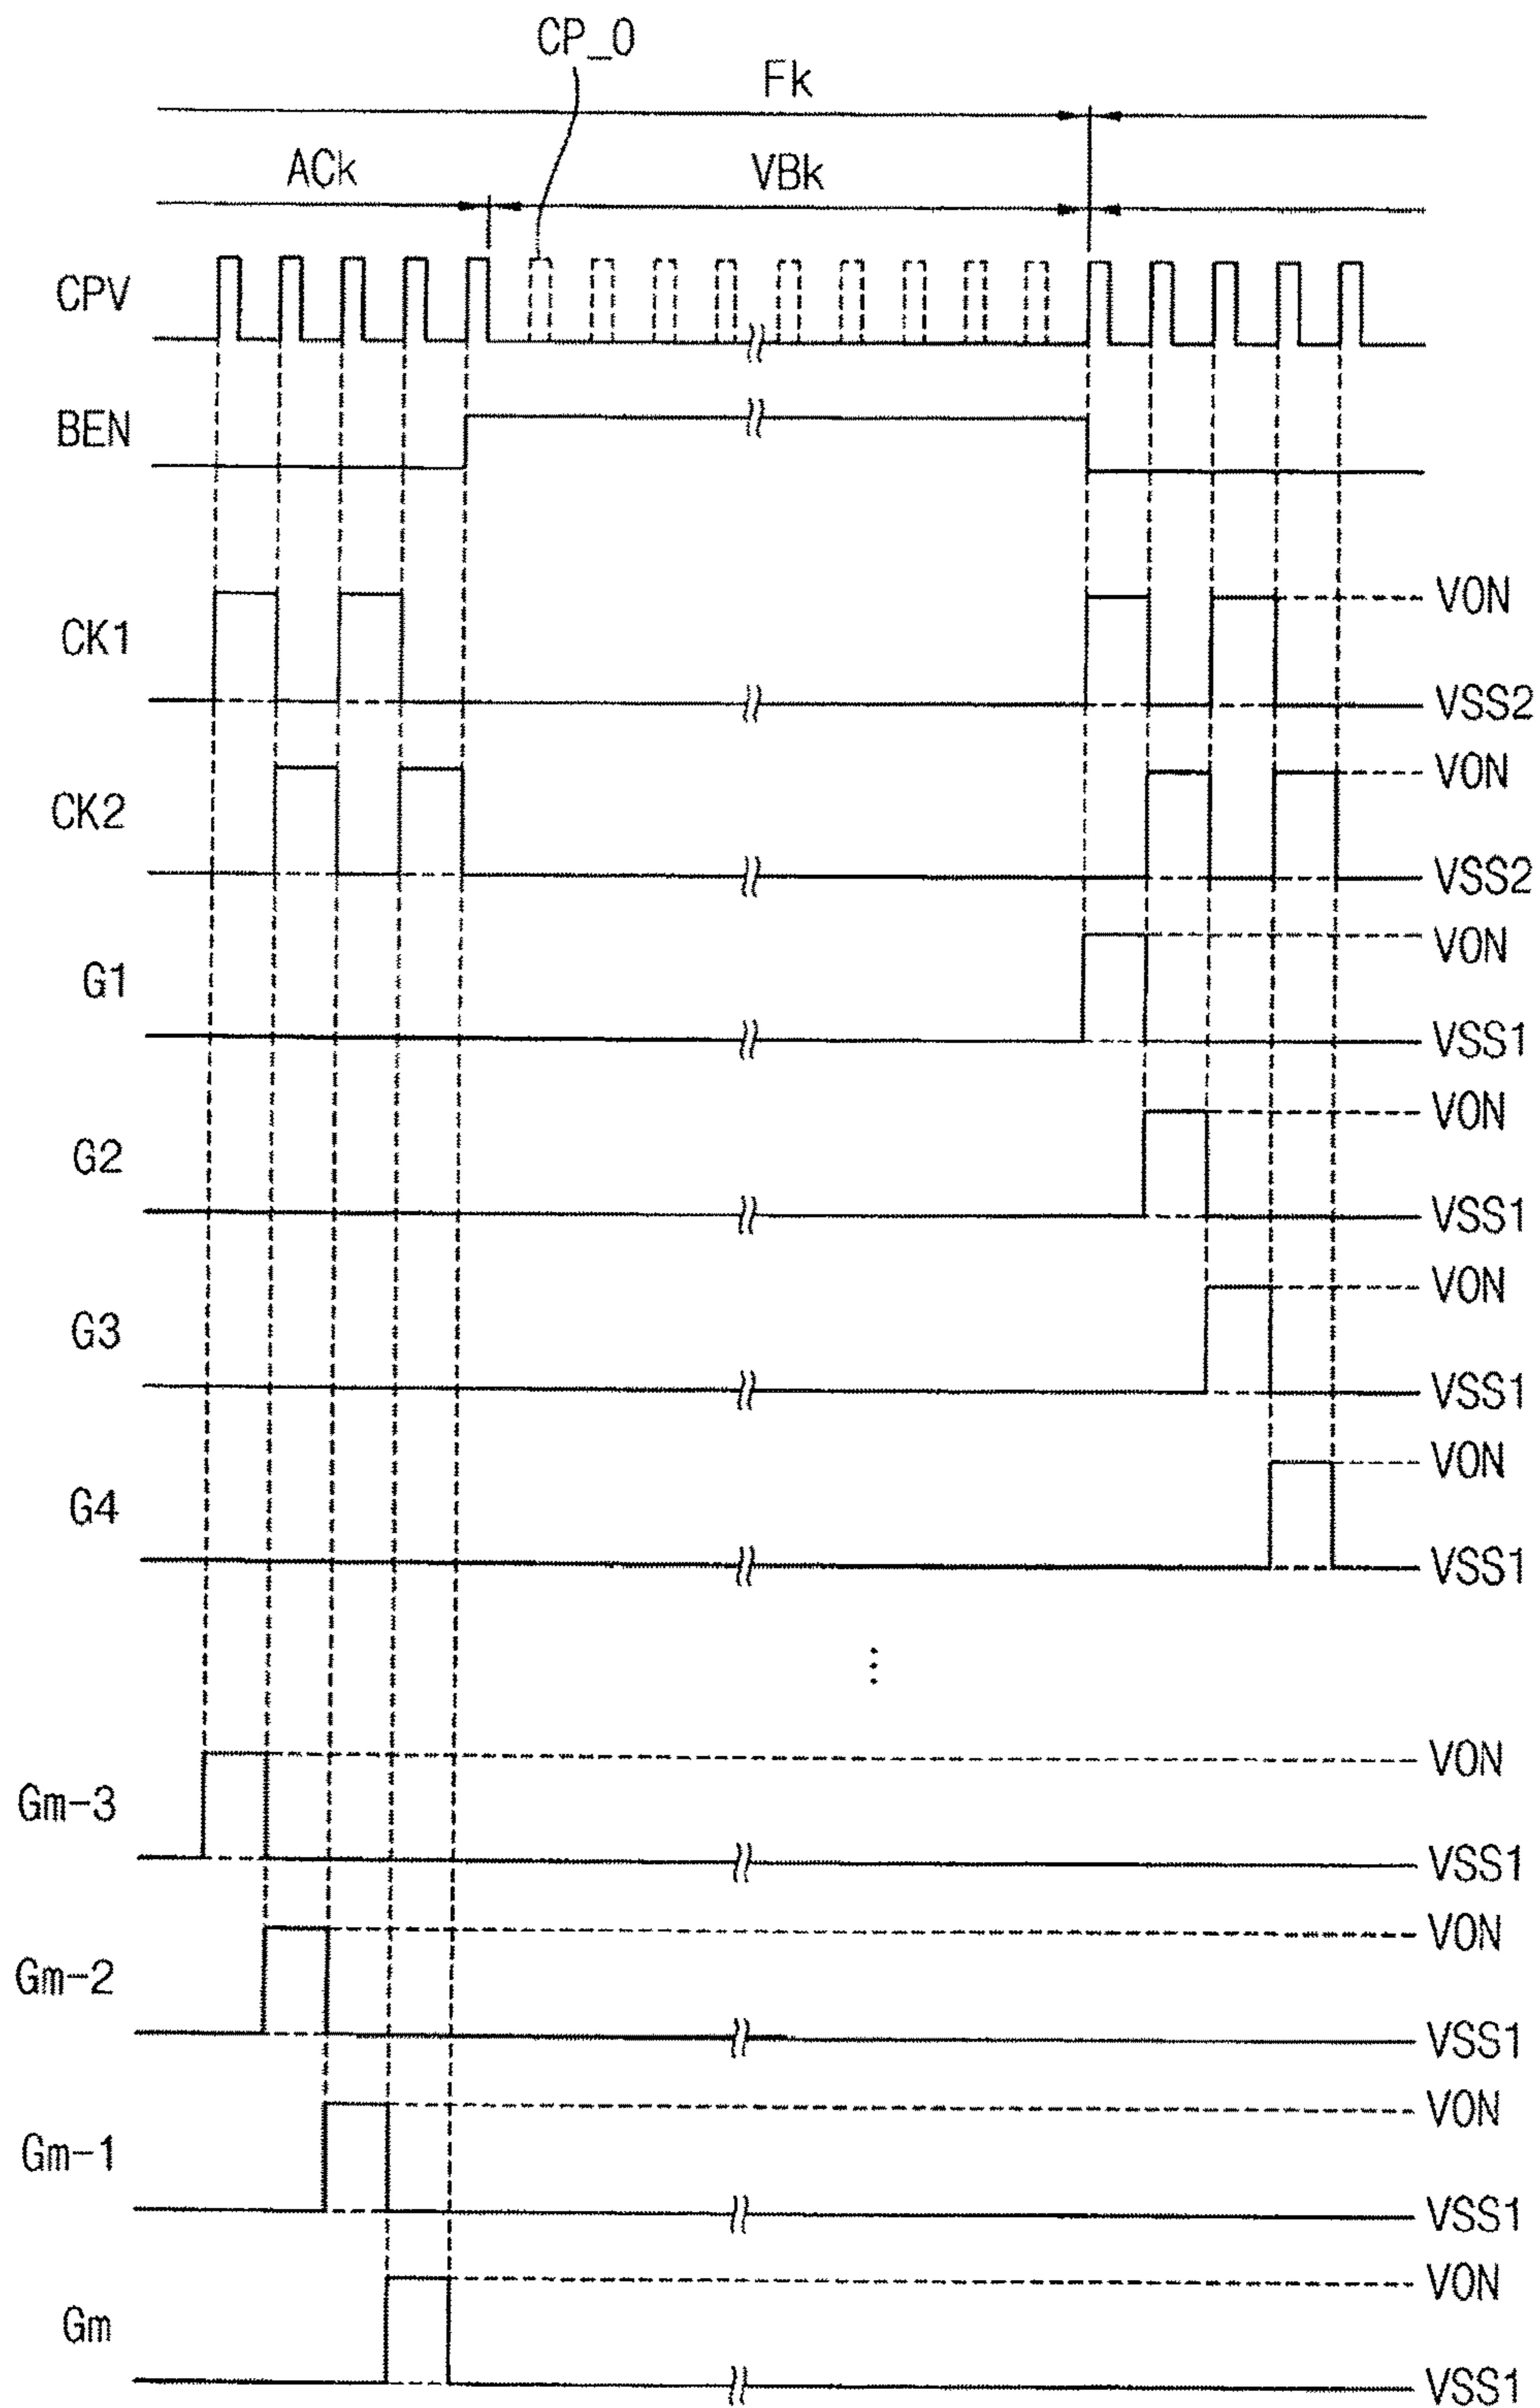 CP_0
Fk
ACk
VBk
CPV
BEN
CK1
VON
VSS2
CK2
VON
VSS2
G1
VON
VSS1
G2
VON
VSS1
G3
VON
VSS1
G4
VON
VSS1
Gm-3
VON
VSS1
Gm-2
VON
VSS1
Gm-1
VON
VSS1
Gm
VON
VSS1